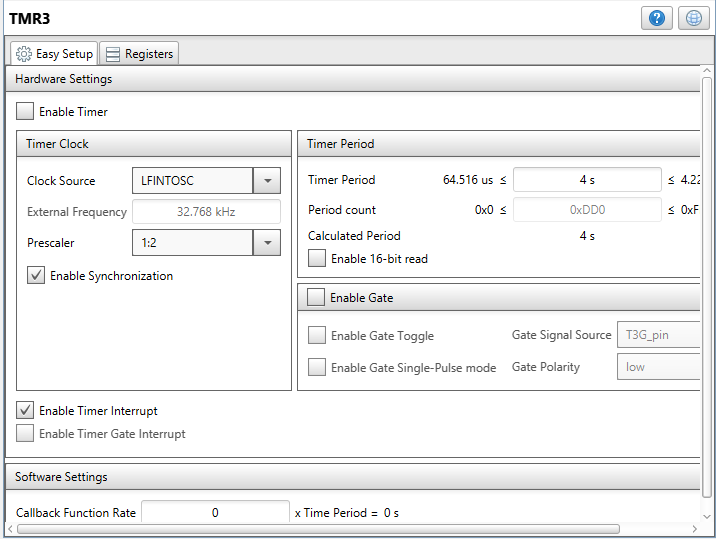 TMR3
Easy Setup Registers
Hardware Settings
Enable Timer
Timer Clock
Clock Source LFINTOSC
External Frequency 32.768 kHz
Prescaler 1:2
Enable Synchronization
Timer Period
Timer Period 64.516 us ≤ 4 s ≤ 4.22
Period count 0x0 ≤ 0xDD0 ≤ 0xF
Calculated Period 4 s
Enable 16-bit read
Enable Gate
Enable Gate Toggle Gate Signal Source T3G_pin
Enable Gate Single-Pulse mode Gate Polarity low
Enable Timer Interrupt
Enable Timer Gate Interrupt
Software Settings
Callback Function Rate 0 x Time Period = 0 s